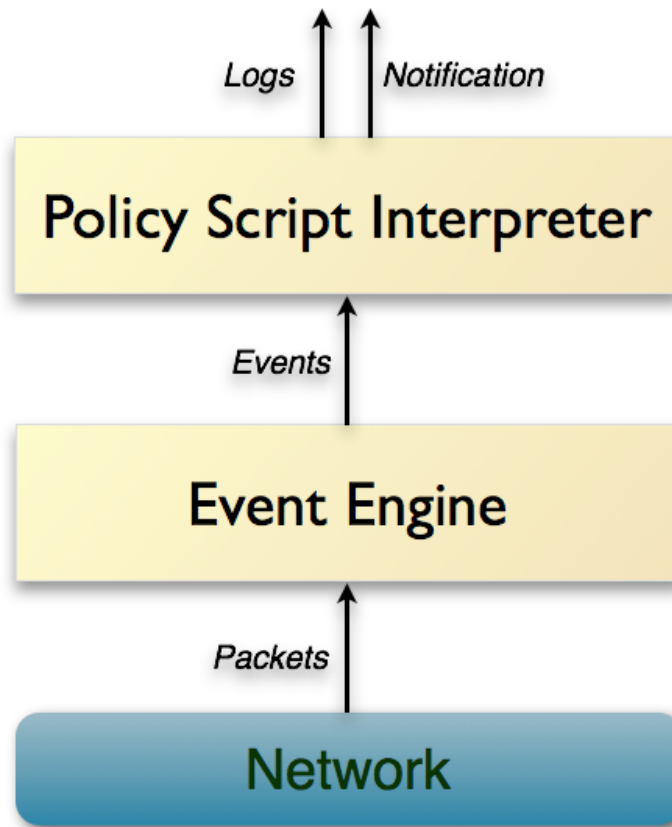 Logs
Notification
Policy Script Interpreter
Events
Event Engine
Packets
Network